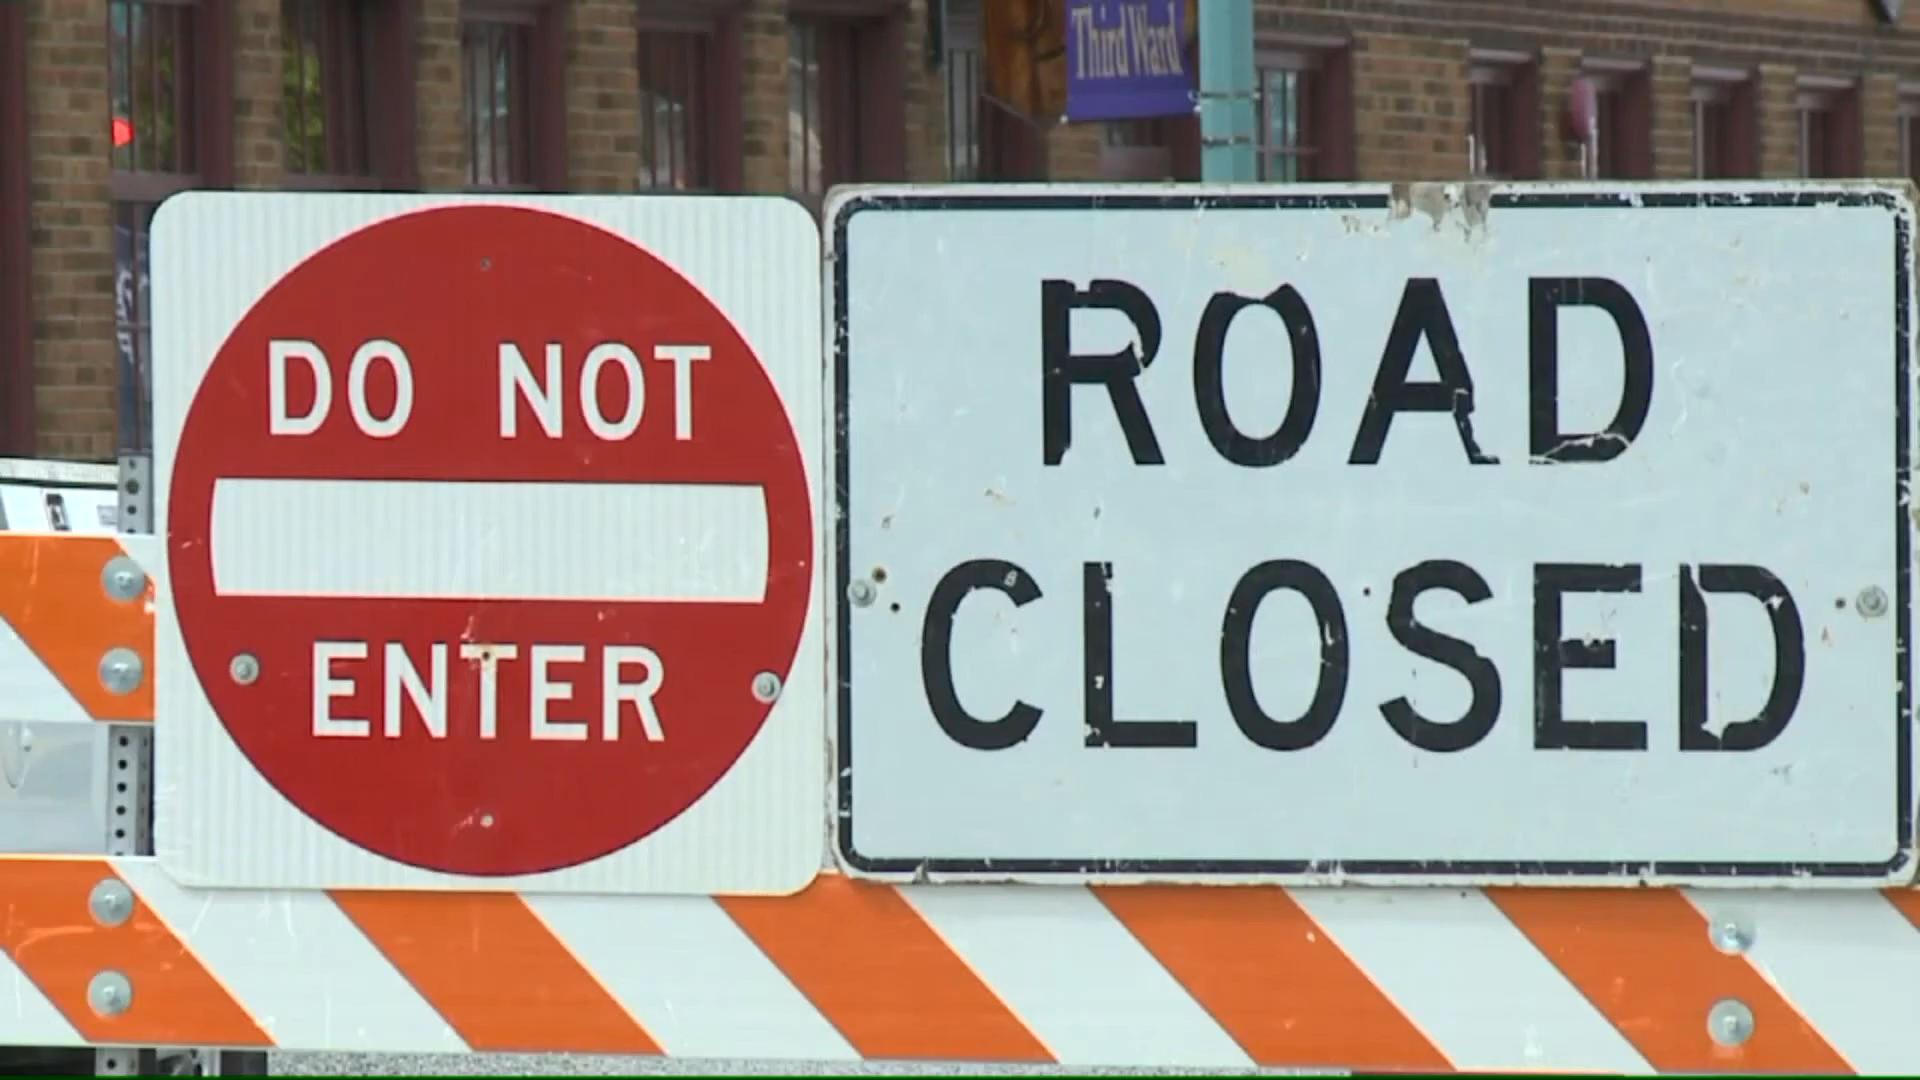 Third Ward
DO NOT
ENTER
ROAD
CLOSED